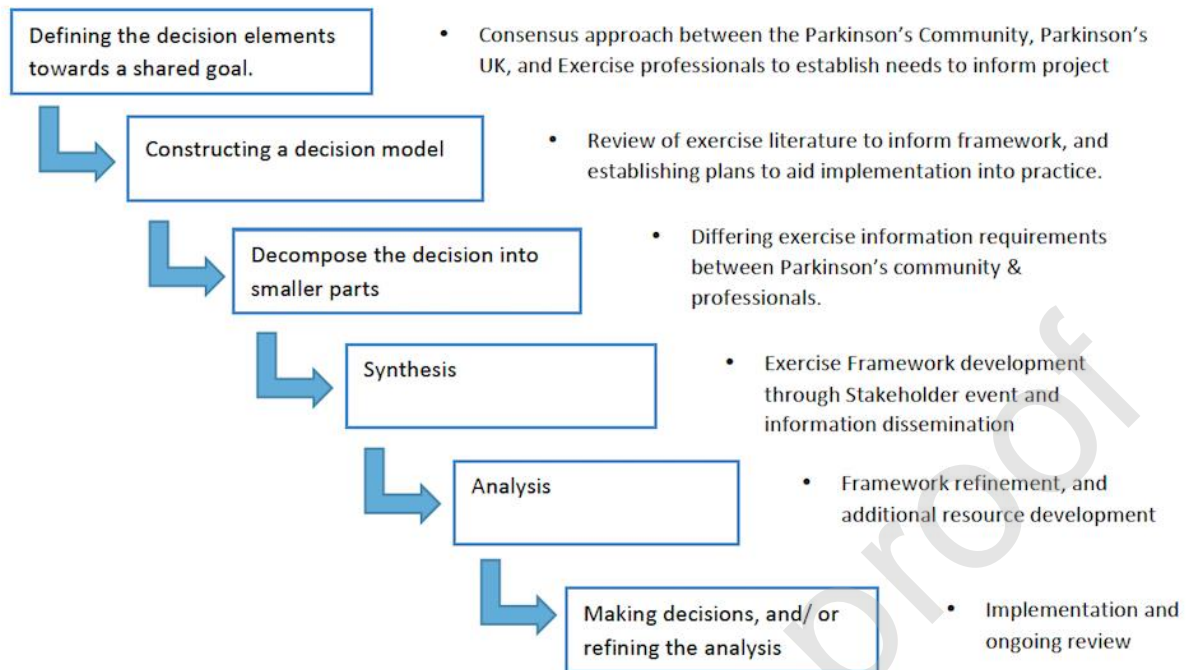 Defining the decision elements
towards a shared goal.
• Consensus approach between the Parkinson's Community, Parkinson's
UK, and Exercise professionals to establish needs to inform project
Constructing a decision model
• Review of exercise literature to inform framework, and
establishing plans to aid implementation into practice.
Decompose the decision into
smaller parts
• Differing exercise information requirements
between Parkinson's community &
professionals.
Synthesis
• Exercise Framework development
through Stakeholder event and
information dissemination
Analysis
• Framework refinement, and
additional resource development
Making decisions, and/ or
refining the analysis
• Implementation and
ongoing review
proof